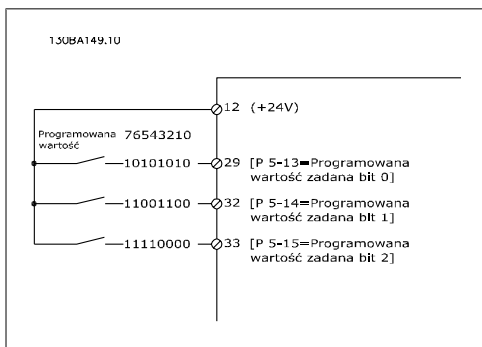 130BA149.10
12 (+24V)
Programowana 76543210
wartość
10101010 29 [P 5-13=Programowana
wartość zadana bit 0]
11001100 32 [P 5-14=Programowana
wartość zadana bit 1]
11110000 33 [P 5-15=Programowana
wartość zadana bit 2]